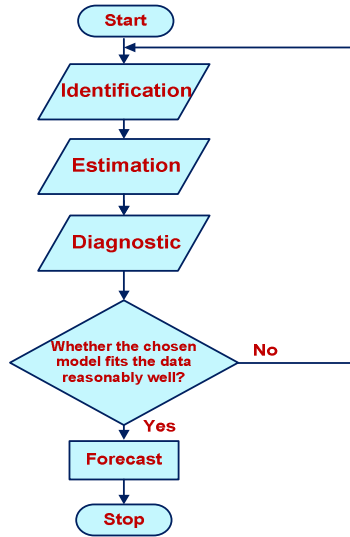 Start
Identification
Estimation
Diagnostic
Whether the chosen
model fits the data
reasonably well?
No
Yes
Forecast
Stop